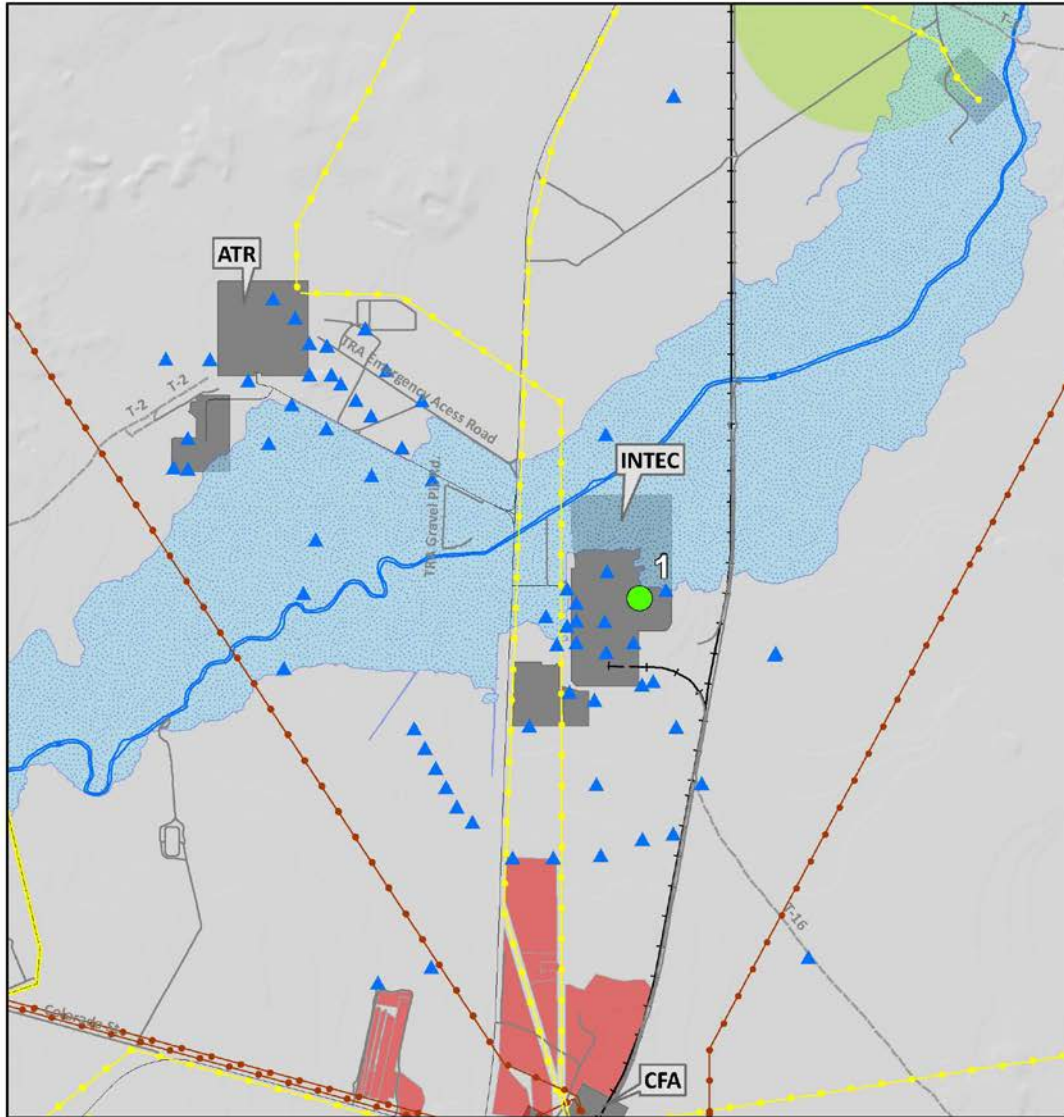 T-
ATR
TRA Emergency Acess Road
T-2
T-2
INTEC
TRA Gravel Pit Rd.
1
T-16
Colorado St
CFA